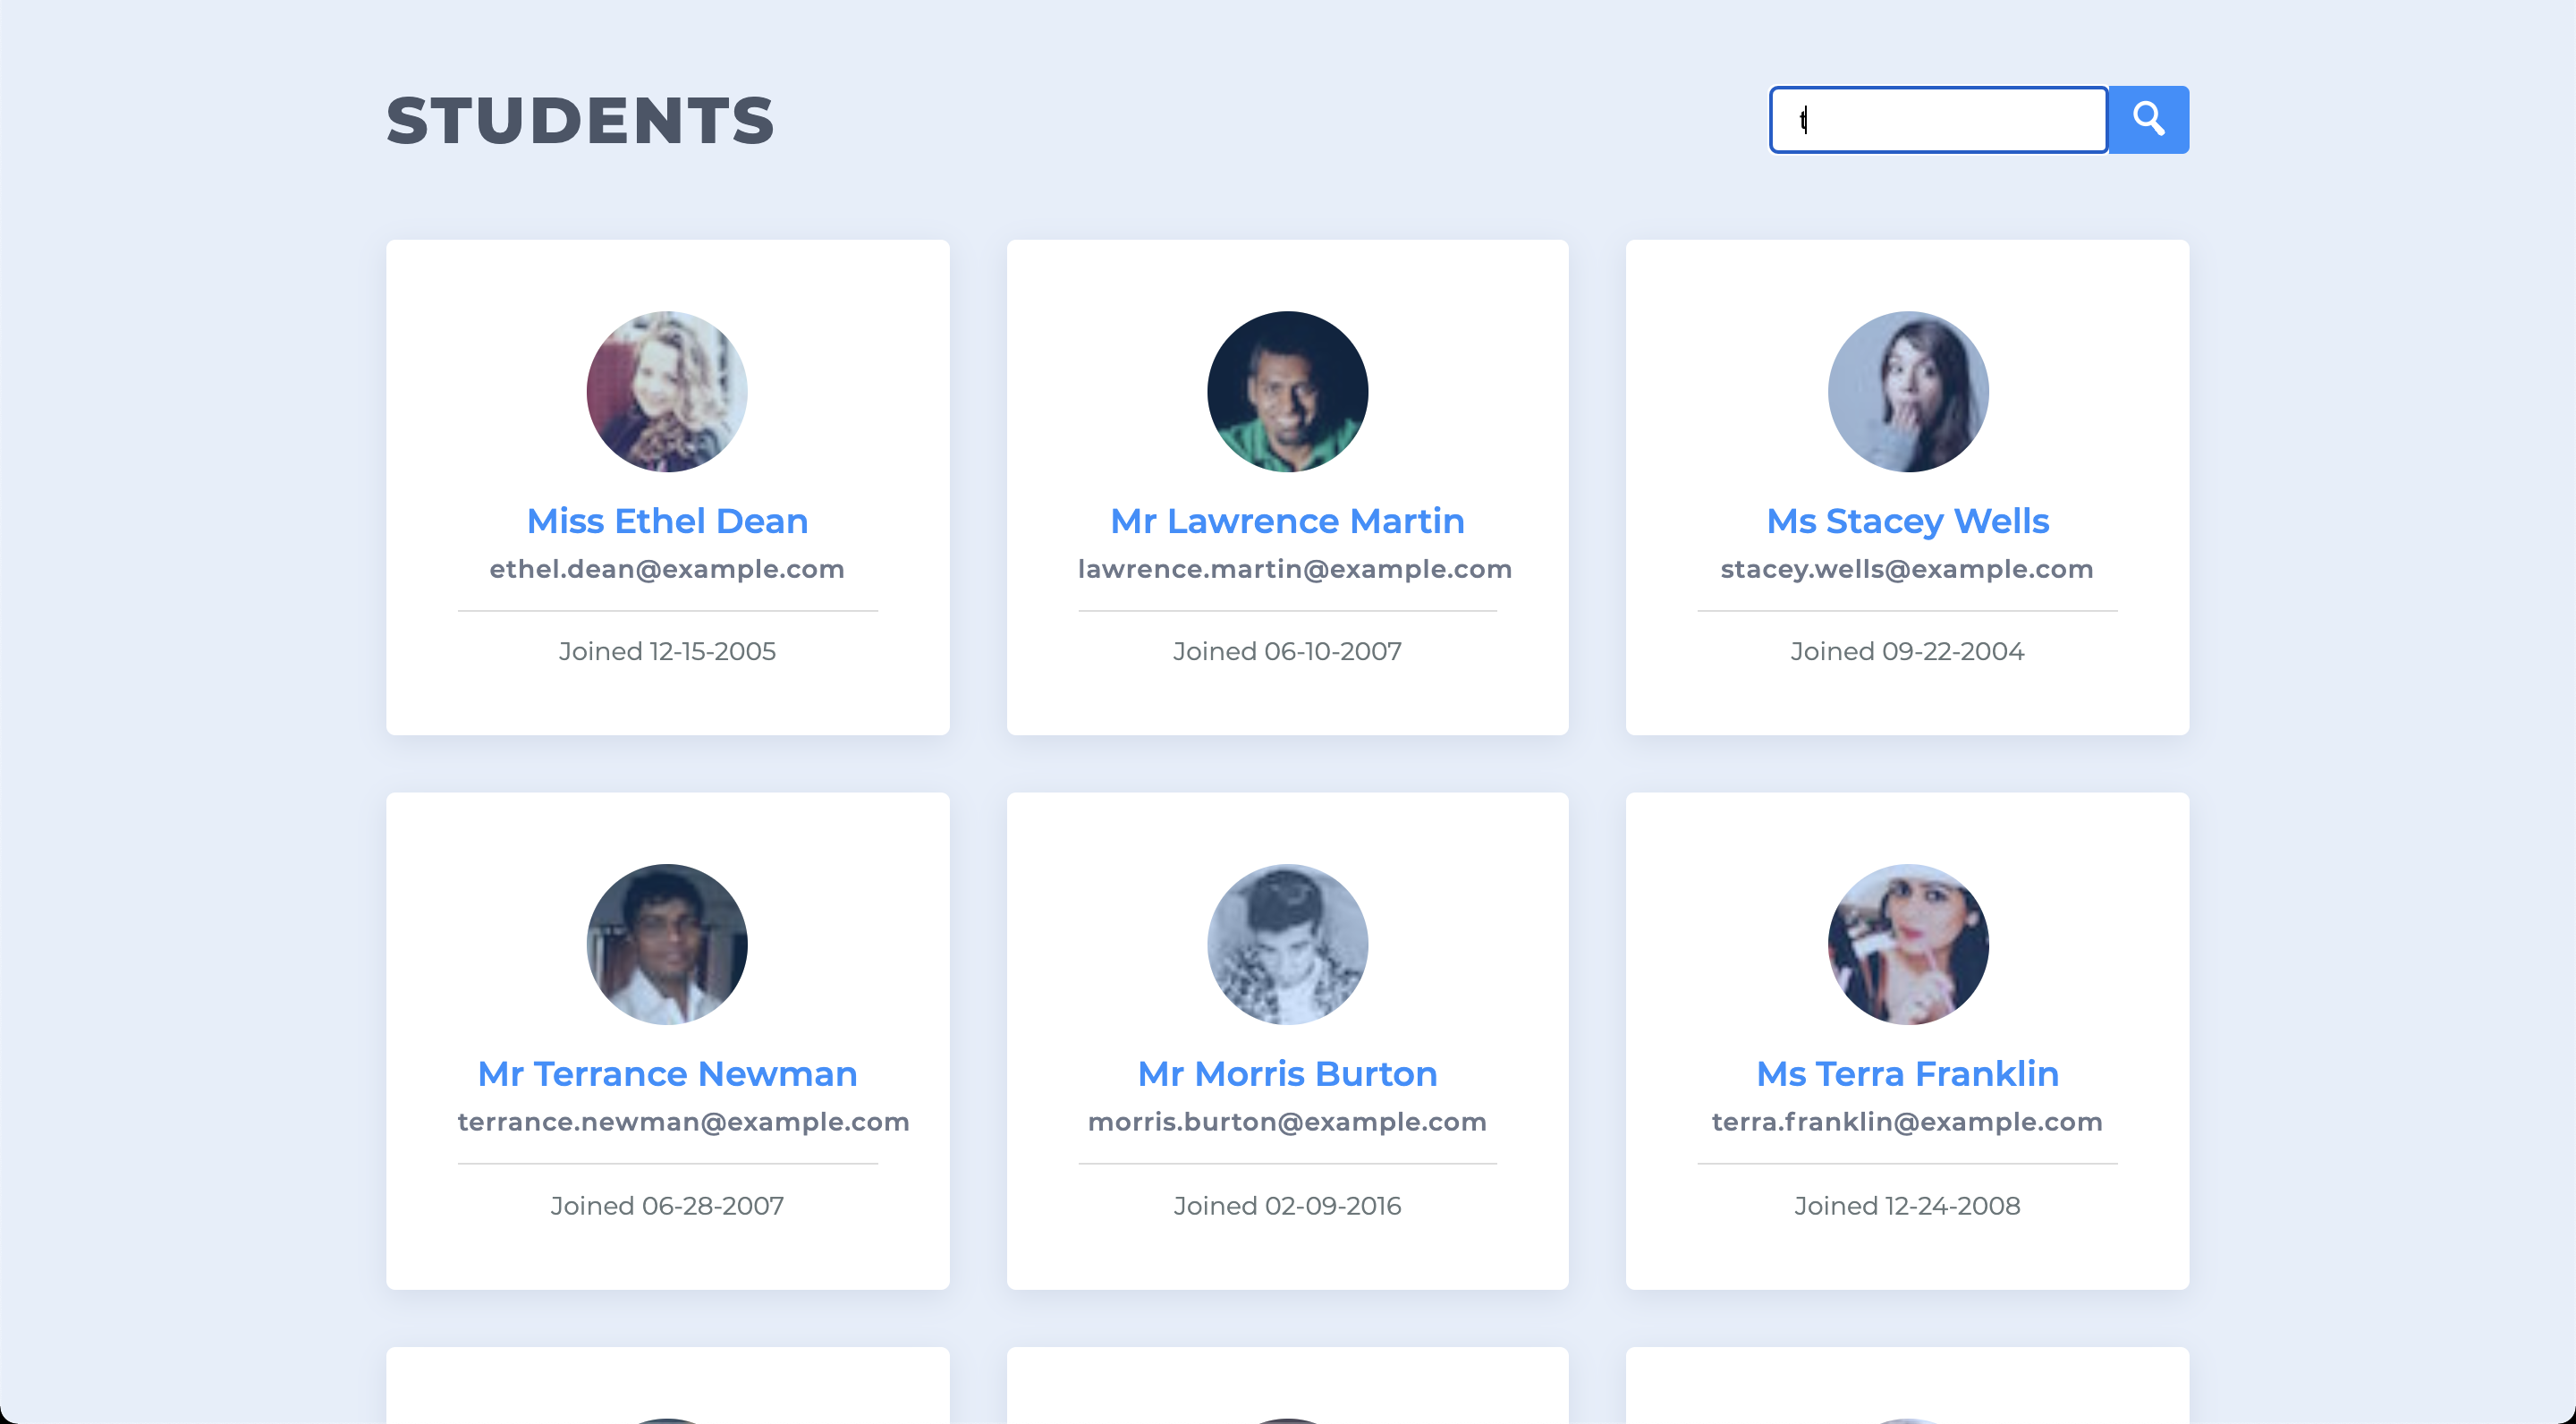 STUDENTS
t
Miss Ethel Dean
ethel.dean@example.com
Joined 12-15-2005
Mr Lawrence Martin
lawrence.martin@example.com
Joined 06-10-2007
Ms Stacey Wells
stacey.wells@example.com
Joined 09-22-2004
Mr Terrance Newman
terrance.newman@example.com
Joined 06-28-2007
Mr Morris Burton
morris.burton@example.com
Joined 02-09-2016
Ms Terra Franklin
terra.franklin@example.com
Joined 12-24-2008